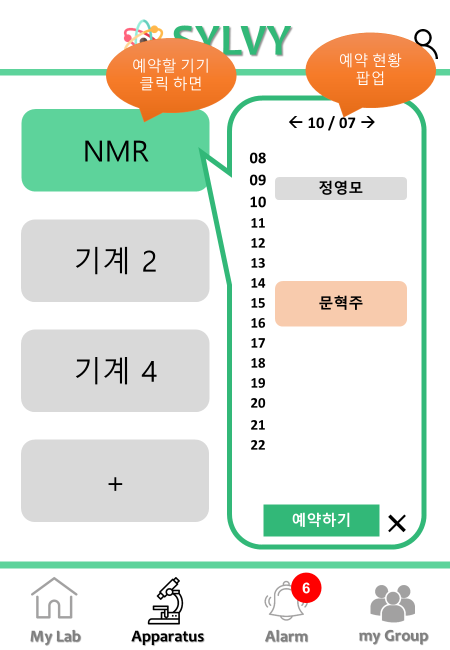 SYLVY
예약할 기기
클릭 하면
예약 현황
팝업
NMR
기계 2
기계 4
+
← 10 / 07 →
08
09
정영모
10
11
12
13
14
15
문혁주
16
17
18
19
20
21
22
예약하기
6
My Lab
Apparatus
Alarm
my Group